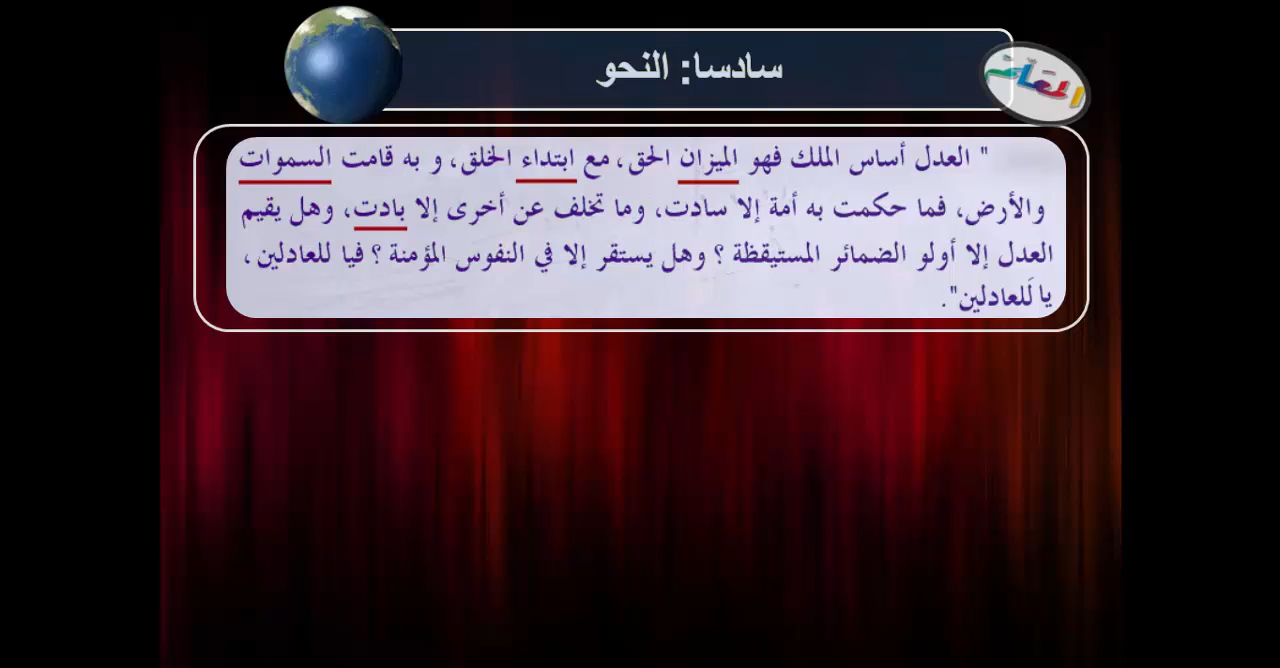 سادسا: النحو
المعلم
" العدل أساس الملك فهو الميزان الحق، مع ابتداء الخلق، و به قامت السموات
والأرض، فما حكمت به أمة إلا سادت، وما تخلف عن أخرى إلا بادت، وهل يقيم
العدل إلا أولو الضمائر المستيقظة ؟ وهل يستقر إلا في النفوس المؤمنة ؟ فيا للعادلين ،
يا لَلعادلين".